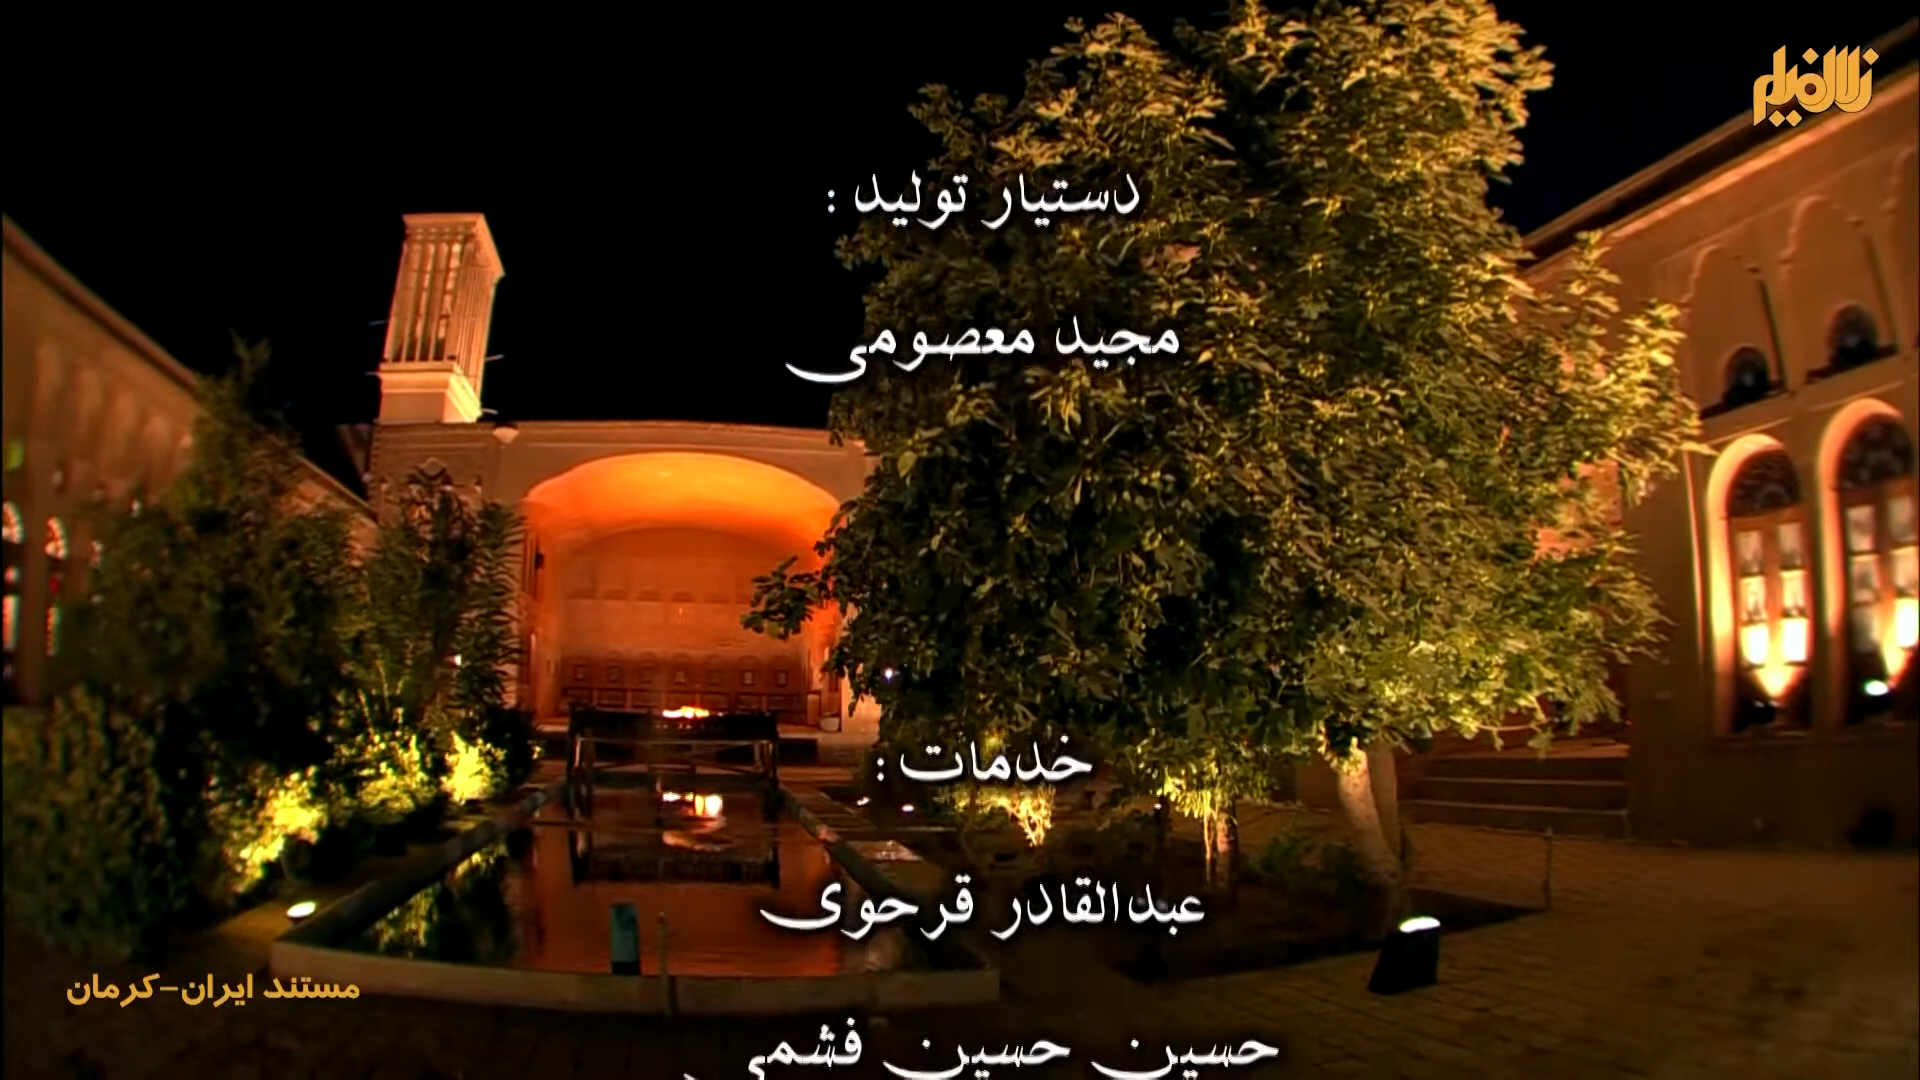 زلال فیلم
دستیار تولید :
مجید معصومی
خدمات :
عبدالقادر قرحوی
مستند ایران-کرمان
حسین حسین فشمی